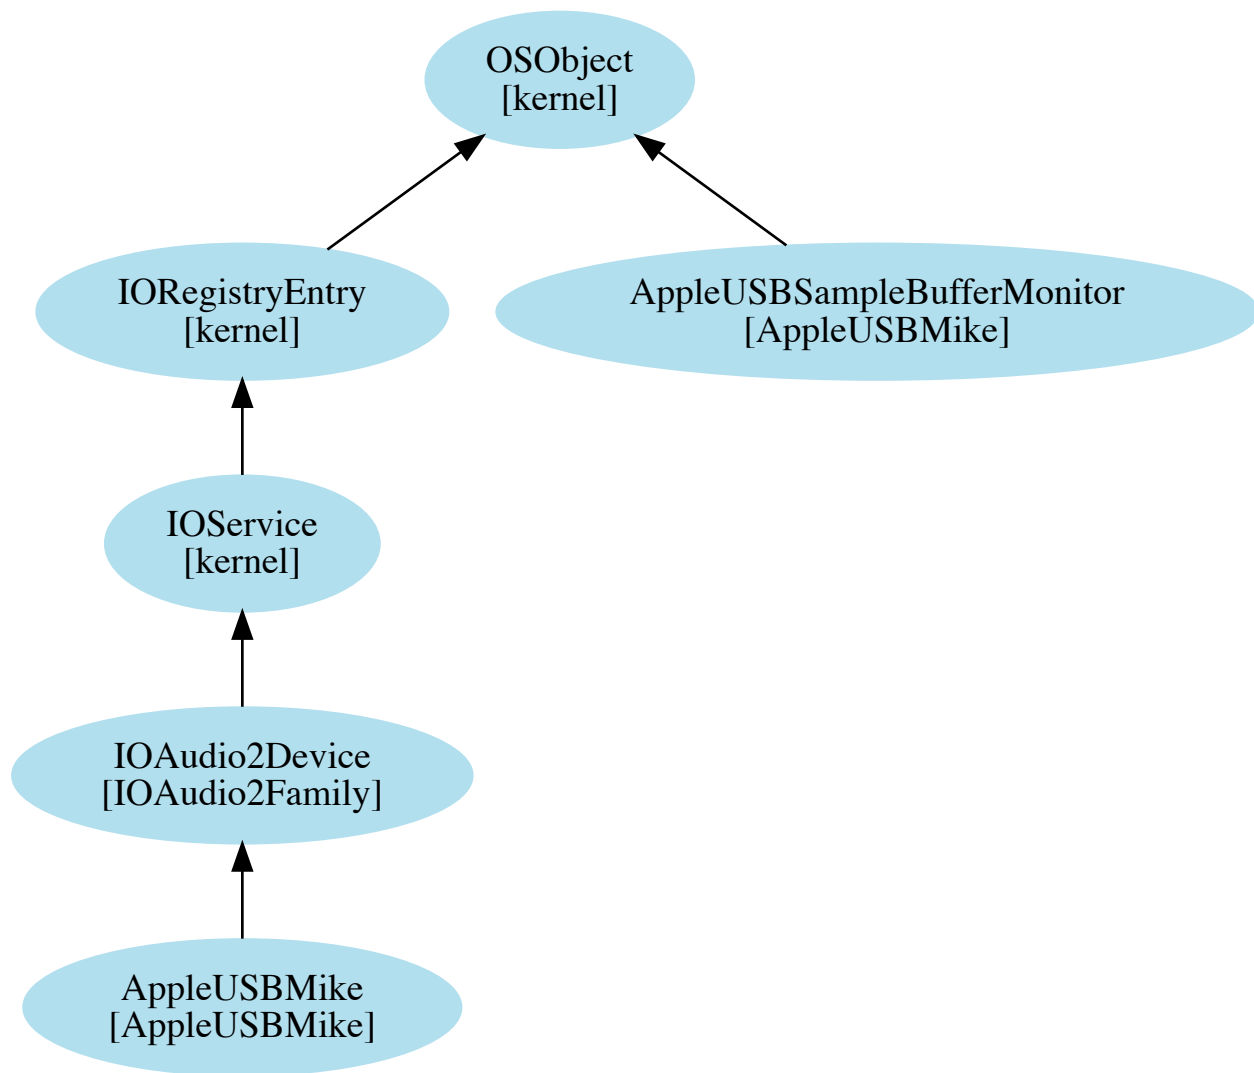 OSObject
[kernel]
IORegistryEntry
[kernel]
AppleUSBSampleBufferMonitor
[AppleUSBMike]
IOService
[kernel]
IOAudio2Device
[IOAudio2Family]
AppleUSBMike
[AppleUSBMike]